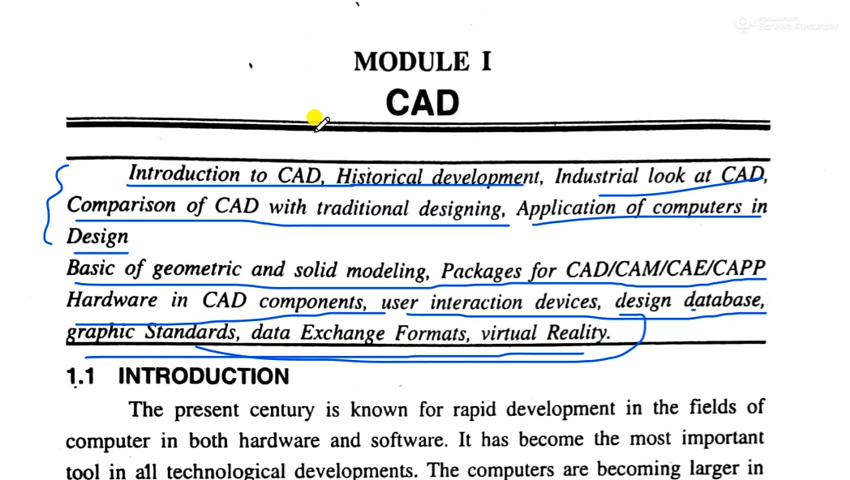 MODULE I
CAD
Introduction to CAD, Historical development, Industrial look at CAD,
Comparison of CAD with traditional designing, Application of computers in
Design
Basic of geometric and solid modeling, Packages for CAD/CAM/CAE/CAPP
Hardware in CAD components, user interaction devices, design database,
graphic Standards, data Exchange Formats, virtual Reality.
1.1 INTRODUCTION
The present century is known for rapid development in the fields of
computer in both hardware and software. It has become the most important
tool in all technological developments. The computers are becoming larger in